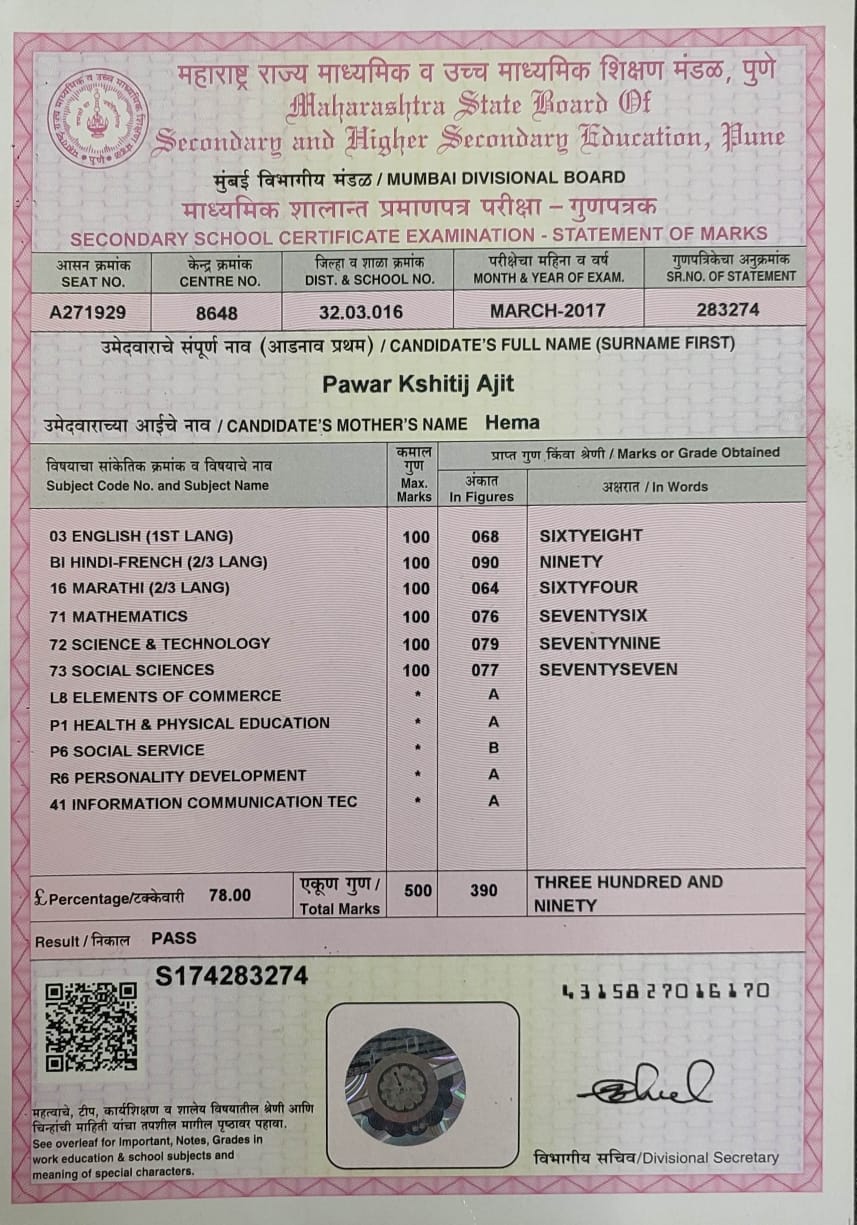 महाराष्ट्र राज्य माध्यमिक व उच्च माध्यमिक शिक्षण मंडळ, पुणे
Maharashtra State Board Of
Secondary and Higher Secondary Education, Pune
मुंबई विभागीय मंडळ / MUMBAI DIVISIONAL BOARD
माध्यमिक शालान्त प्रमाणपत्र परीक्षा – गुणपत्रक
SECONDARY SCHOOL CERTIFICATE EXAMINATION - STATEMENT OF MARKS
आसन क्रमांक केन्द्र क्रमांक जिल्हा व शाळा क्रमांक परीक्षेचा महिना व वर्ष गुणपत्रिकेचा अनुक्रमांक
SEAT NO. CENTRE NO. DIST. & SCHOOL NO. MONTH & YEAR OF EXAM. SR.NO. OF STATEMENT
A271929 8648 32.03.016 MARCH-2017 283274
उमेदवाराचे संपूर्ण नाव (आडनाव प्रथम) / CANDIDATE'S FULL NAME (SURNAME FIRST)
Pawar Kshitij Ajit
उमेदवाराच्या आईचे नाव / CANDIDATE'S MOTHER'S NAME Hema
विषयाचा सांकेतिक क्रमांक व विषयाचे नाव
Subject Code No. and Subject Name
कमाल
गुण
Max.
Marks
प्राप्त गुण किंवा श्रेणी / Marks or Grade Obtained
अंकात
In Figures
अक्षरात / In Words
03 ENGLISH (1ST LANG) 100 068 SIXTYEIGHT
BI HINDI-FRENCH (2/3 LANG) 100 090 NINETY
16 MARATHI (2/3 LANG) 100 064 SIXTYFOUR
71 MATHEMATICS 100 076 SEVENTYSIX
72 SCIENCE & TECHNOLOGY 100 079 SEVENTYNINE
73 SOCIAL SCIENCES 100 077 SEVENTYSEVEN
L8 ELEMENTS OF COMMERCE * A
P1 HEALTH & PHYSICAL EDUCATION * A
P6 SOCIAL SERVICE * B
R6 PERSONALITY DEVELOPMENT * A
41 INFORMATION COMMUNICATION TEC * A
£ Percentage/टक्केवारी 78.00
एकूण गुण /
Total Marks
500 390
THREE HUNDRED AND
NINETY
Result / निकाल PASS
S174283274
4315827016170
महत्वाचे, टीप, कार्यशिक्षण व शालेय विषयातील श्रेणी आणि
चिन्हांची माहिती यांचा तपशील मागील पृष्ठावर पहावा.
See overleaf for Important, Notes, Grades in
work education & school subjects and
meaning of special characters.
विभागीय सचिव/Divisional Secretary